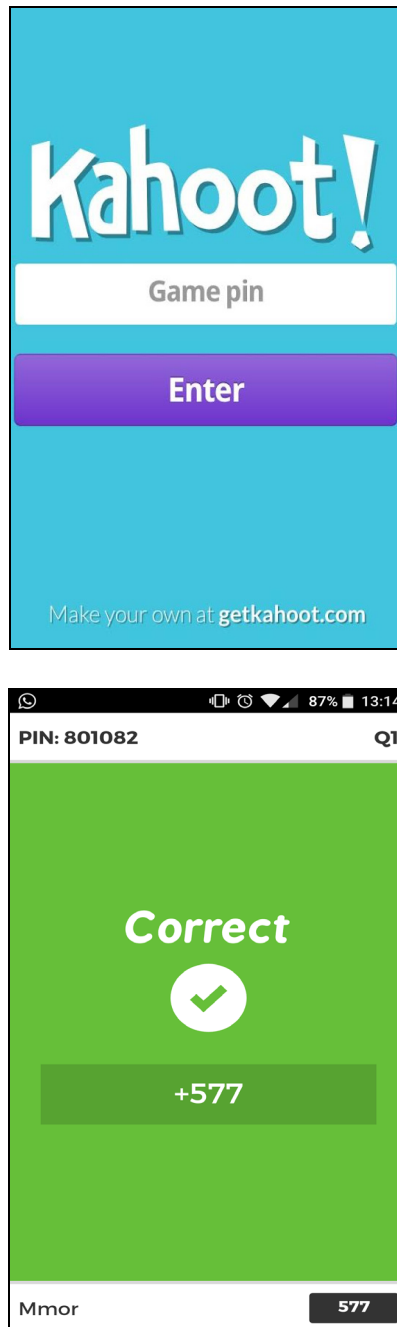 Kahoot!
Game pin
Enter
Make your own at getkahoot.com
87% 13:14
PIN: 801082 Q1
Correct
+577
Mmor 577